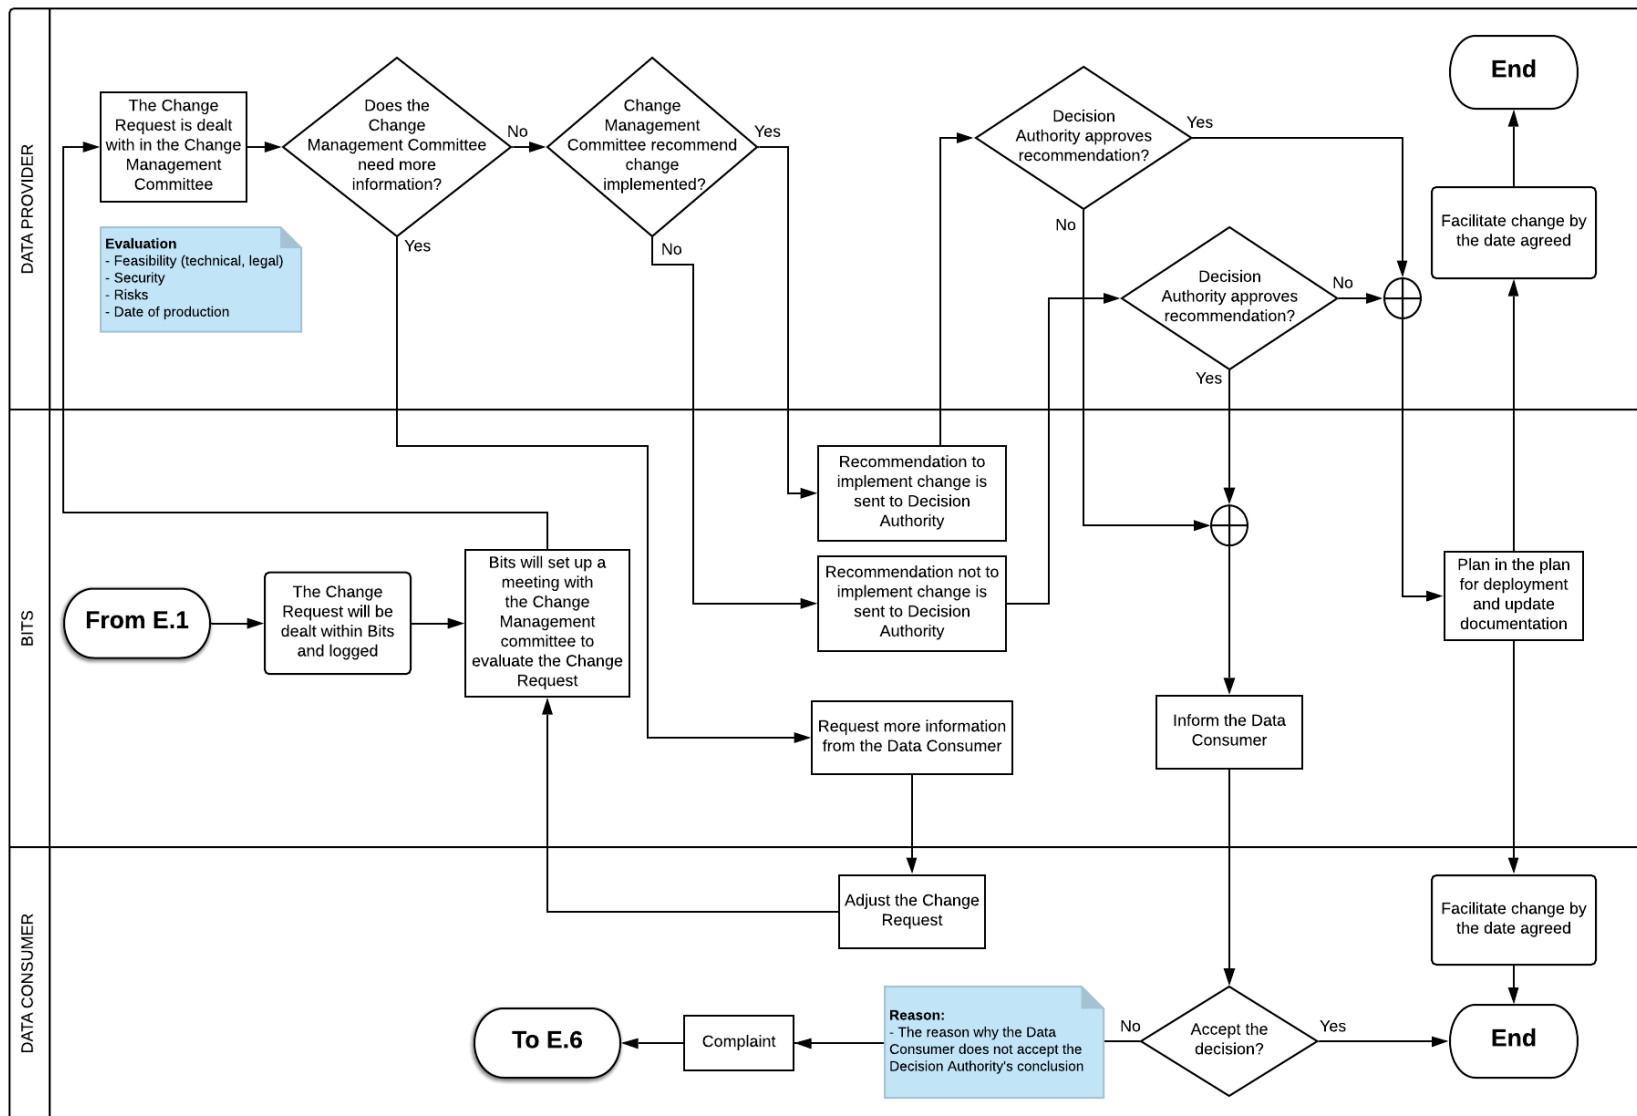 DATA PROVIDER
The Change
Request is dealt
with in the Change
Management
Committee
Does the
Change
Management Committee
need more
information?
No
Yes
Change
Management
Committee recommend
change
implemented?
Yes
No
Decision
Authority approves
recommendation?
Yes
No
Decision
Authority approves
recommendation?
No
Yes
End
Facilitate change by
the date agreed
Evaluation
- Feasibility (technical, legal)
- Security
- Risks
- Date of production
BITS
From E.1
The Change
Request will be
dealt within Bits
and logged
Bits will set up a
meeting with
the Change
Management
committee to
evaluate the Change
Request
Recommendation to
implement change is
sent to Decision
Authority
Recommendation not to
implement change is
sent to Decision
Authority
Request more information
from the Data Consumer
Inform the Data
Consumer
Plan in the plan
for deployment
and update
documentation
DATA CONSUMER
Adjust the Change
Request
Facilitate change by
the date agreed
To E.6
Complaint
Reason:
- The reason why the Data
Consumer does not accept the
Decision Authority's conclusion
No
Accept the
decision?
Yes
End